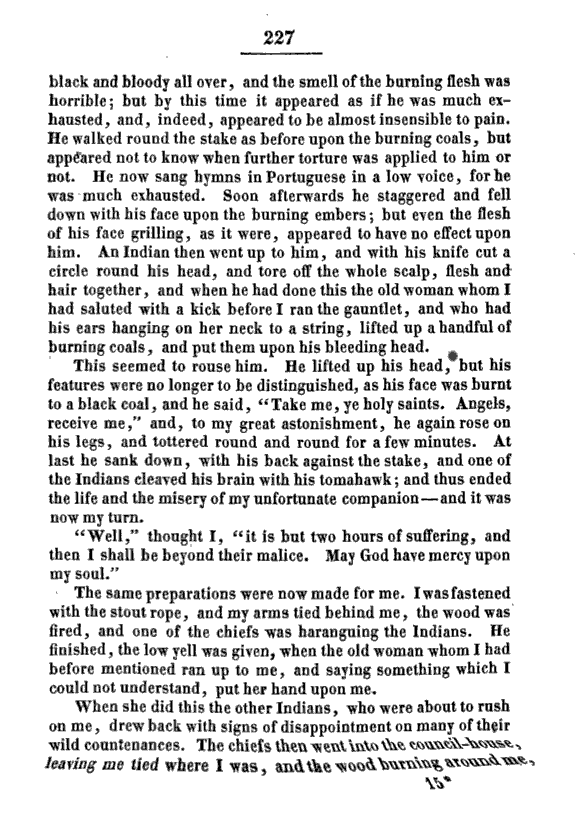 227
black and bloody all over, and the smell of the burning flesh was
horrible; but by this time it appeared as if he was much ex-
hausted, and, indeed, appeared to be almost insensible to pain.
He walked round the stake as before upon the burning coals, but
appeared not to know when further torture was applied to him or
not. He now sang hymns in Portuguese in a low voice, for he
was much exhausted. Soon afterwards he staggered and fell
down with his face upon the burning embers; but even the flesh
of his face grilling, as it were, appeared to have no effect upon
him. An Indian then went up to him, and with his knife cut a
circle round his head, and tore off the whole scalp, flesh and
hair together, and when he had done this the old woman whom I
had saluted with a kick before I ran the gauntlet, and who had
his ears hanging on her neck to a string, lifted up a handful of
burning coals, and put them upon his bleeding head.
This seemed to rouse him. He lifted up his head, but his
features were no longer to be distinguished, as his face was burnt
to a black coal, and he said, "Take me, ye holy saints. Angels,
receive me," and, to my great astonishment, he again rose on
his legs, and tottered round and round for a few minutes. At
last he sank down, with his back against the stake, and one of
the Indians cleaved his brain with his tomahawk; and thus ended
the life and the misery of my unfortunate companion—and it was
now my turn.
"Well," thought I, "it is but two hours of suffering, and
then I shall be beyond their malice. May God have mercy upon
my soul."
The same preparations were now made for me. I was fastened
with the stout rope, and my arms tied behind me, the wood was
fired, and one of the chiefs was haranguing the Indians. He
finished, the low yell was given, when the old woman whom I had
before mentioned ran up to me, and saying something which I
could not understand, put her hand upon me.
When she did this the other Indians, who were about to rush
on me, drew back with signs of disappointment on many of their
wild countenances. The chiefs then went into the council-house,
leaving me tied where I was, and the wood burning around me,
15*